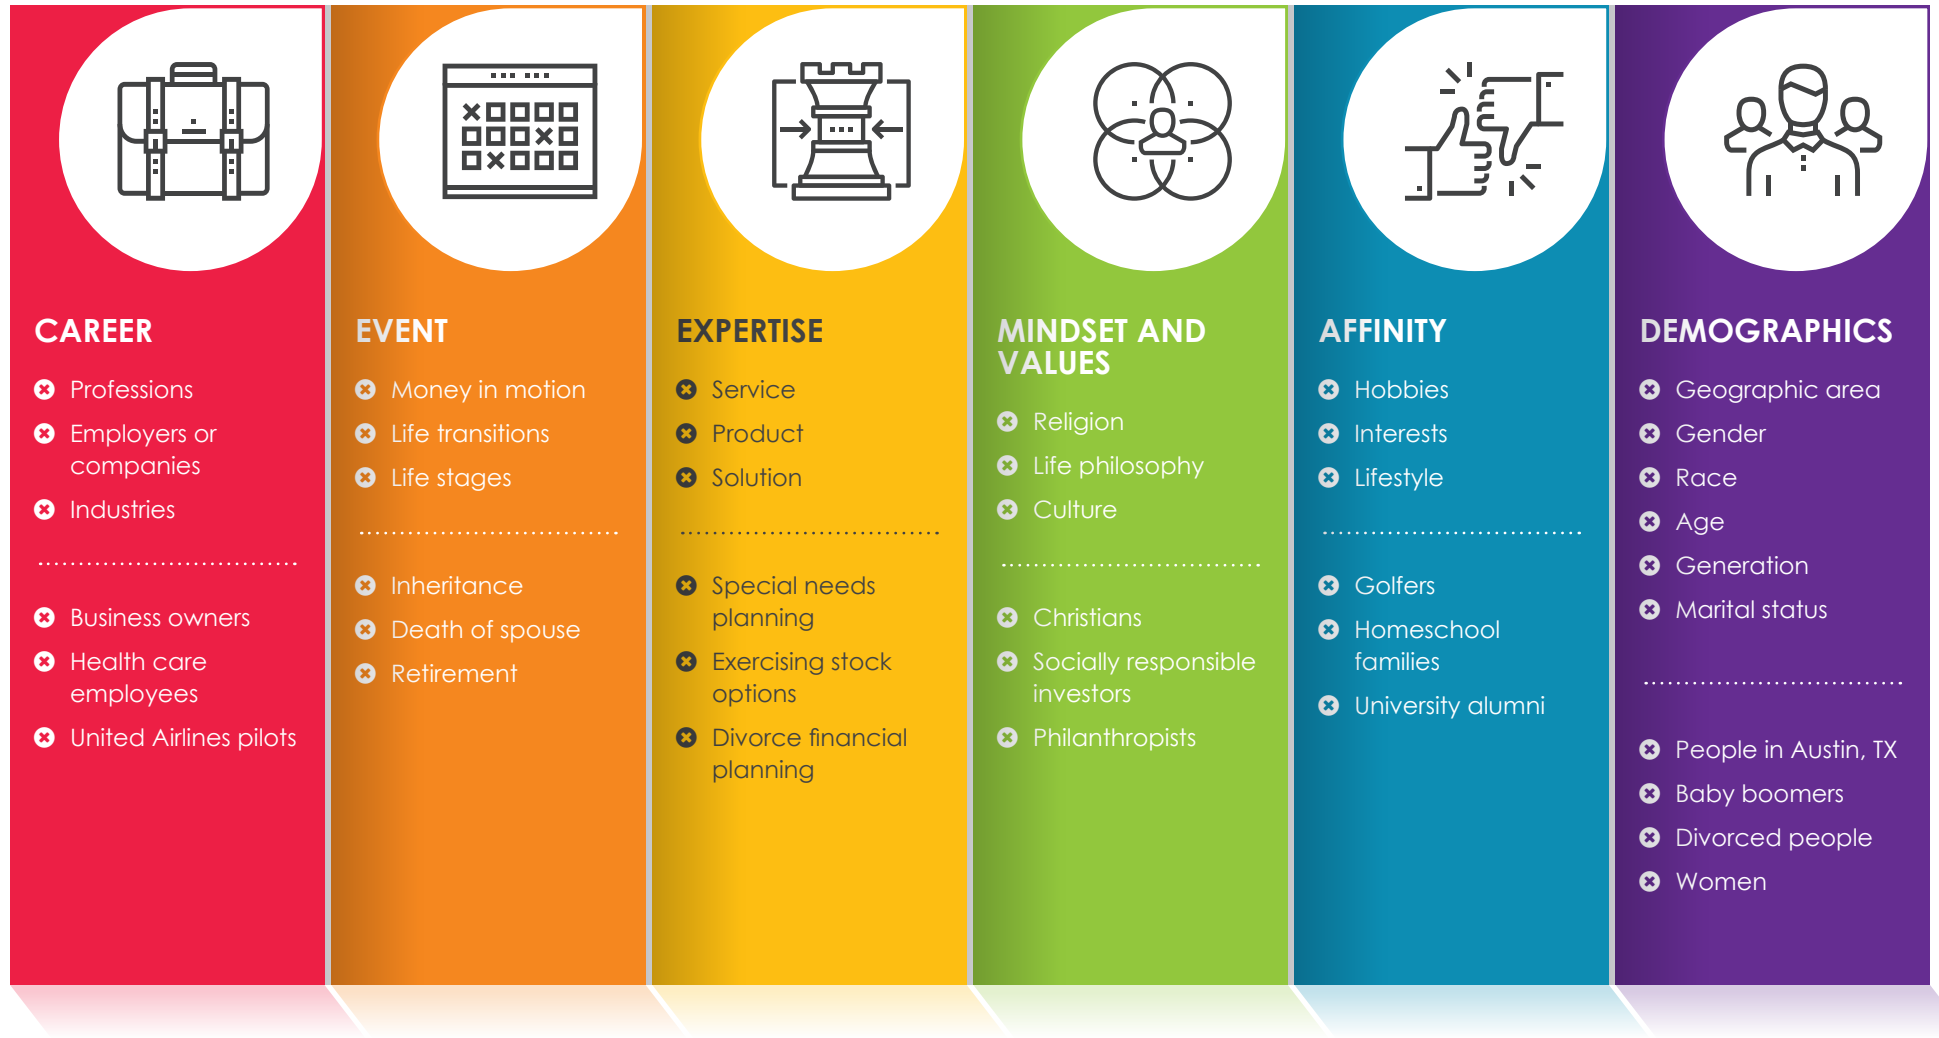 CAREER
Professions
Employers or
companies
Industries
Business owners
Health care
employees
United Airlines pilots
EVENT
Money in motion
Life transitions
Life stages
Inheritance
Death of spouse
Retirement
EXPERTISE
Service
Product
Solution
Special needs
planning
Exercising stock
options
Divorce financial
planning
MINDSET AND
VALUES
Religion
Life philosophy
Culture
Christians
Socially responsible
investors
Philanthropists
AFFINITY
Hobbies
Interests
Lifestyle
Golfers
Homeschool
families
University alumni
DEMOGRAPHICS
Geographic area
Gender
Race
Age
Generation
Marital status
People in Austin, TX
Baby boomers
Divorced people
Women